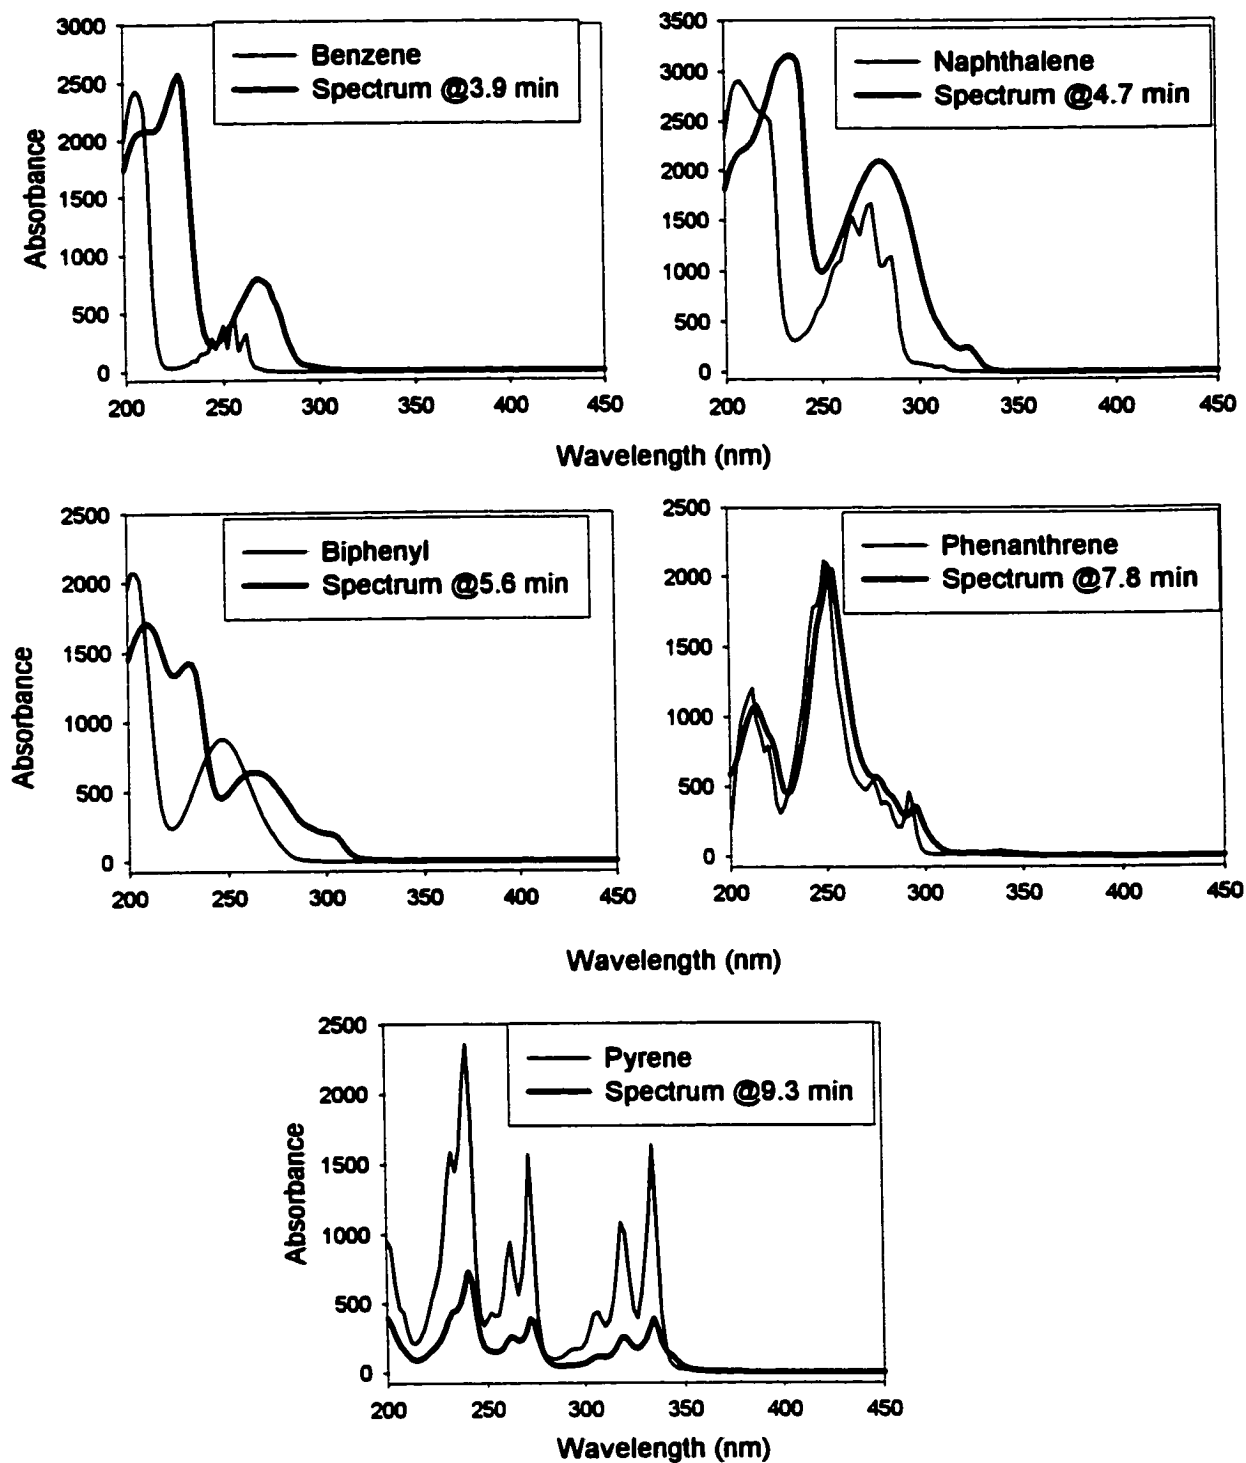 Benzene
Spectrum @3.9 min
3000
2500
2000
1500
1000
500
0
Absorbance
200 250 300 350 400 450
Naphthalene
Spectrum @4.7 min
3500
3000
2500
2000
1500
1000
500
0
200 250 300 350 400 450
Wavelength (nm)
Biphenyl
Spectrum @5.6 min
2500
2000
1500
1000
500
0
Absorbance
200 250 300 350 400 450
Phenanthrene
Spectrum @7.8 min
2500
2000
1500
1000
500
0
200 250 300 350 400 450
Wavelength (nm)
Pyrene
Spectrum @9.3 min
2500
2000
1500
1000
500
0
Absorbance
200 250 300 350 400 450
Wavelength (nm)